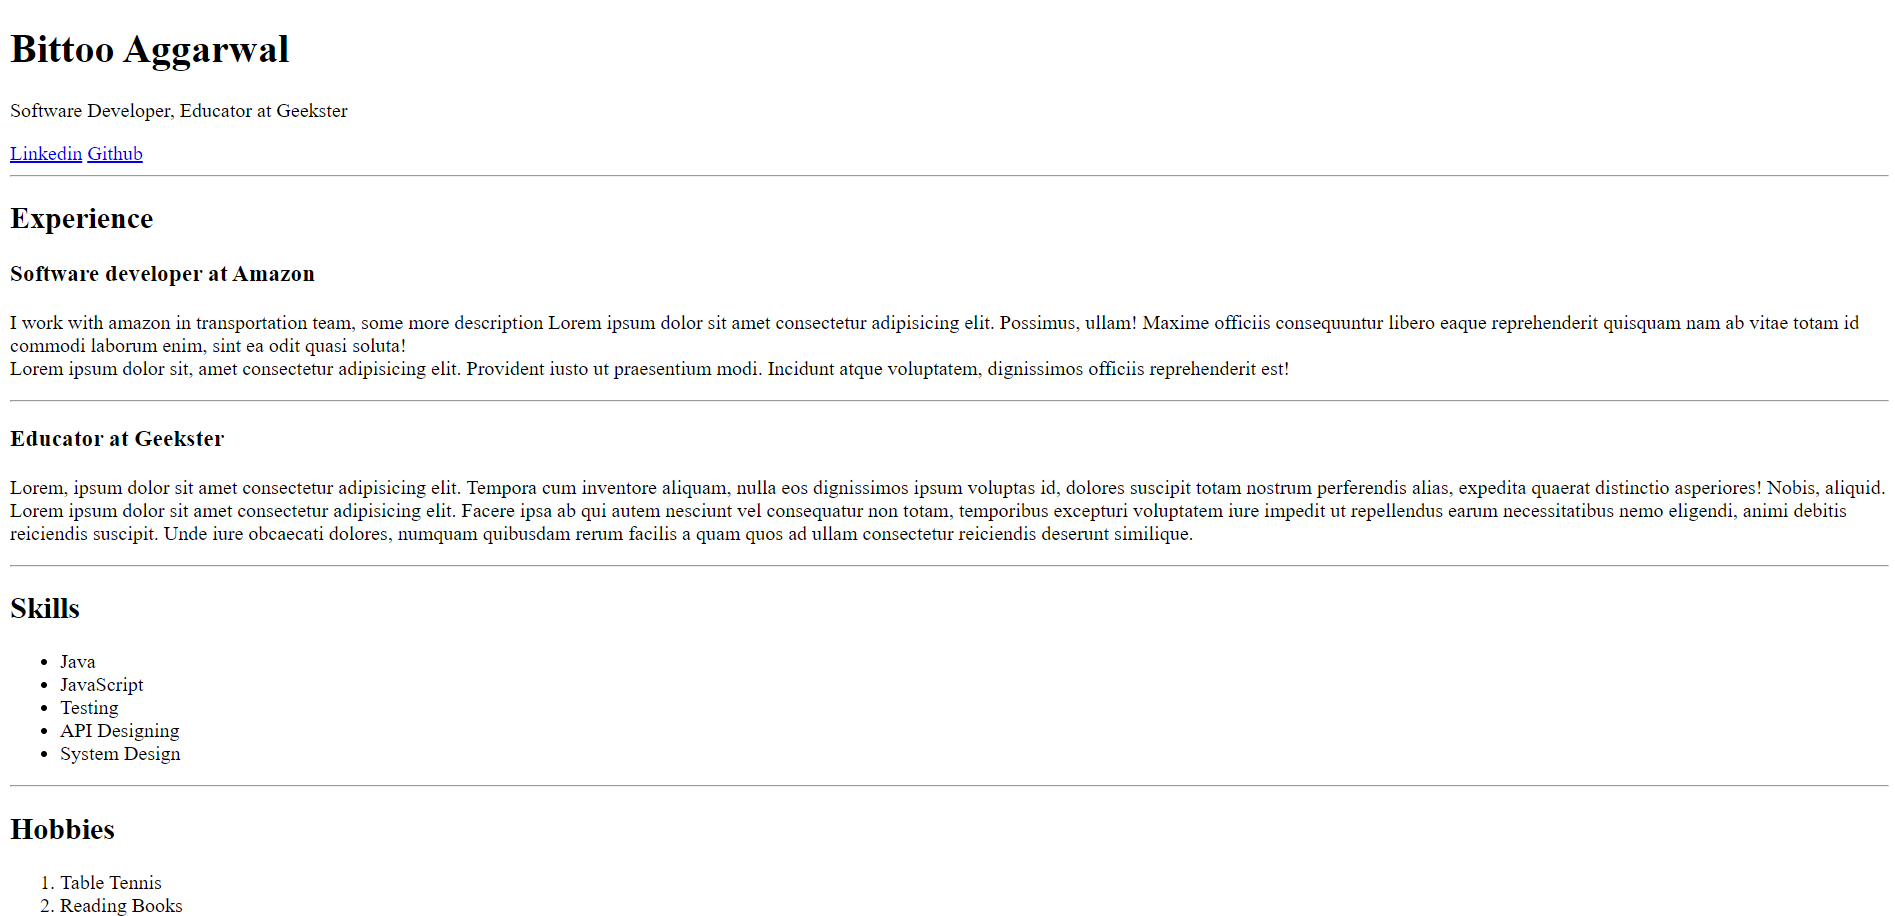 Bittoo Aggarwal
Software Developer, Educator at Geekster
Linkedin Github
Experience
Software developer at Amazon
I work with amazon in transportation team, some more description Lorem ipsum dolor sit amet consectetur adipisicing elit. Possimus, ullam! Maxime officiis consequuntur libero eaque reprehenderit quisquam nam ab vitae totam id
commodi laborum enim, sint ea odit quasi soluta!
Lorem ipsum dolor sit, amet consectetur adipisicing elit. Provident iusto ut praesentium modi. Incidunt atque voluptatem, dignissimos officiis reprehenderit est!
Educator at Geekster
Lorem, ipsum dolor sit amet consectetur adipisicing elit. Tempora cum inventore aliquam, nulla eos dignissimos ipsum voluptas id, dolores suscipit totam nostrum perferendis alias, expedita quaerat distinctio asperiores! Nobis, aliquid.
Lorem ipsum dolor sit amet consectetur adipisicing elit. Facere ipsa ab qui autem nesciunt vel consequatur non totam, temporibus excepturi voluptatem iure impedit ut repellendus earum necessitatibus nemo eligendi, animi debitis
reiciendis suscipit. Unde iure obcaecati dolores, numquam quibusdam rerum facilis a quam quos ad ullam consectetur reiciendis deserunt similique.
Skills
• Java
• JavaScript
• Testing
• API Designing
• System Design
Hobbies
1. Table Tennis
2. Reading Books